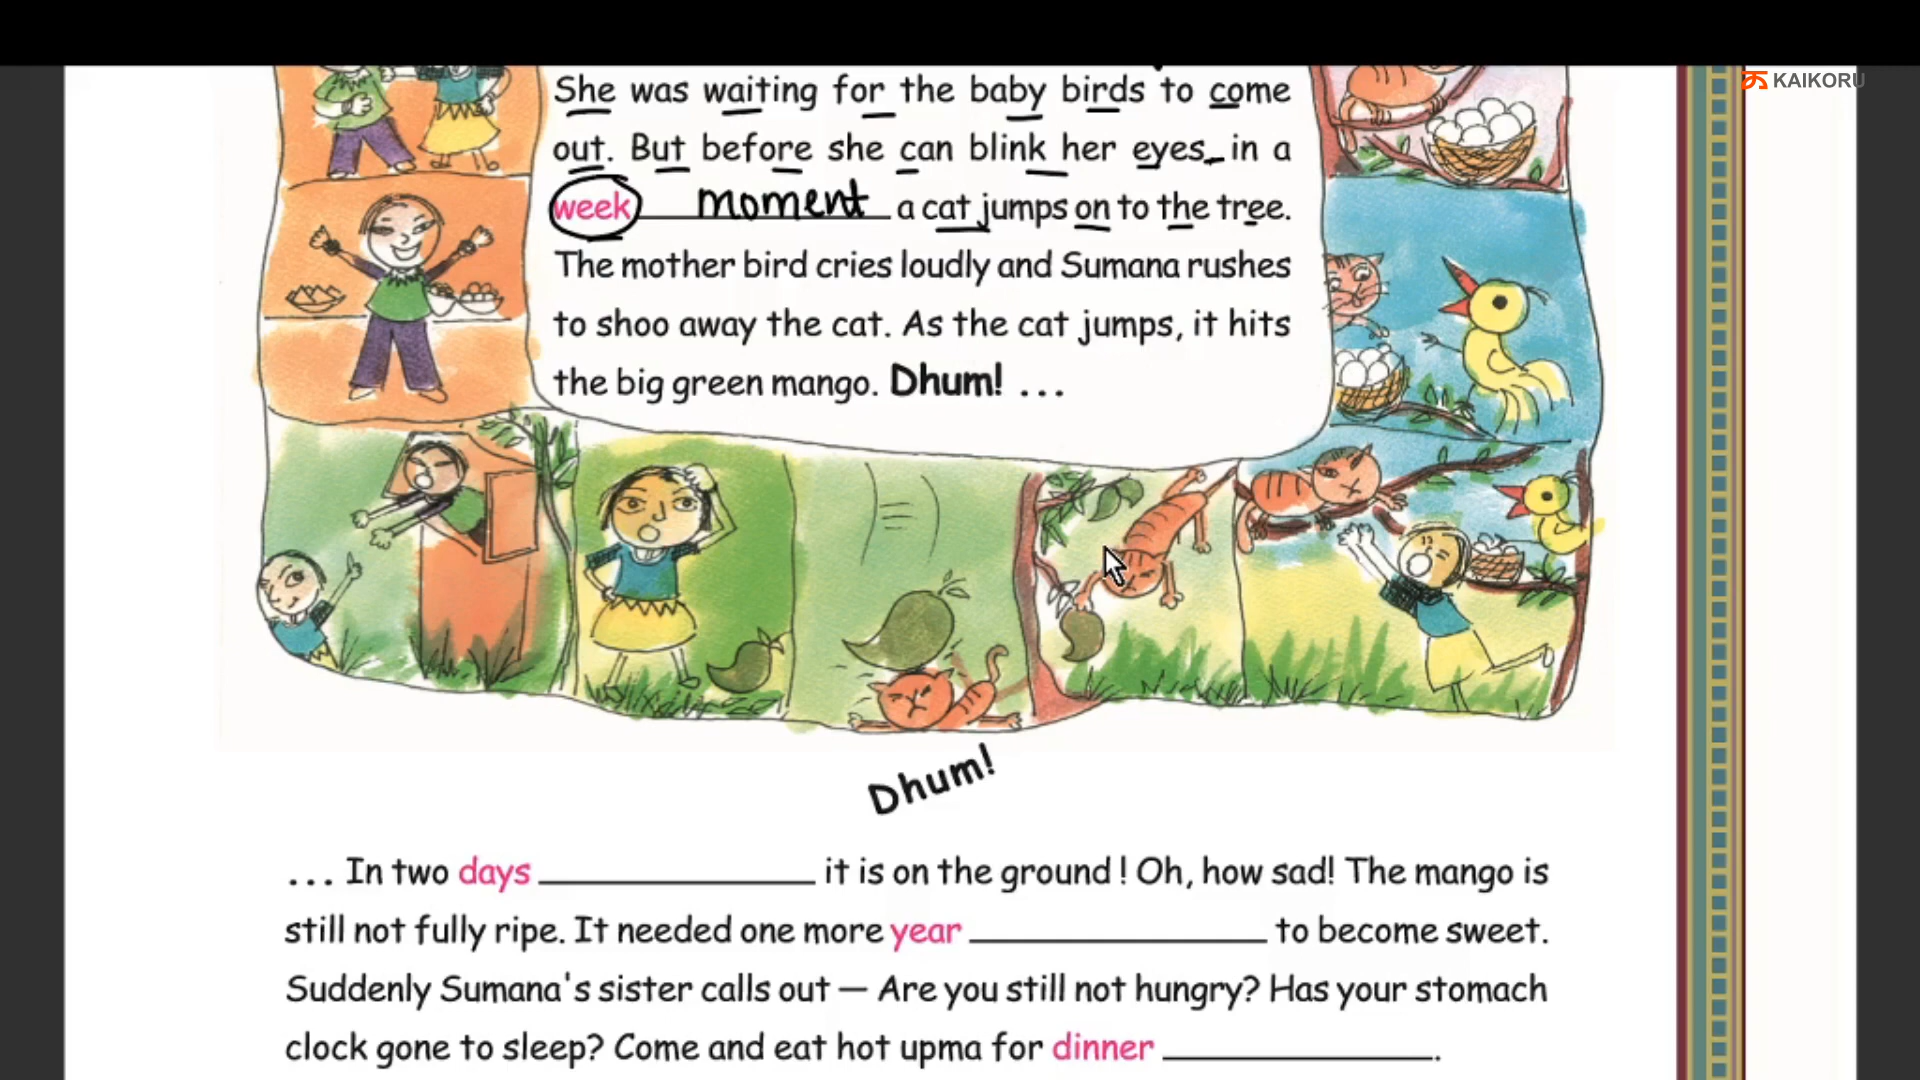 KAIKORU
She was waiting for the baby birds to come
out. But before she can blink her eyes, in a
week moment a cat jumps on to the tree.
The mother bird cries loudly and Sumana rushes
to shoo away the cat. As the cat jumps, it hits
the big green mango. Dhum! ...
Dhum!
... In two days ____________ it is on the ground ! Oh, how sad! The mango is
still not fully ripe. It needed one more year ____________ to become sweet.
Suddenly Sumana's sister calls out — Are you still not hungry? Has your stomach
clock gone to sleep? Come and eat hot upma for dinner ____________.